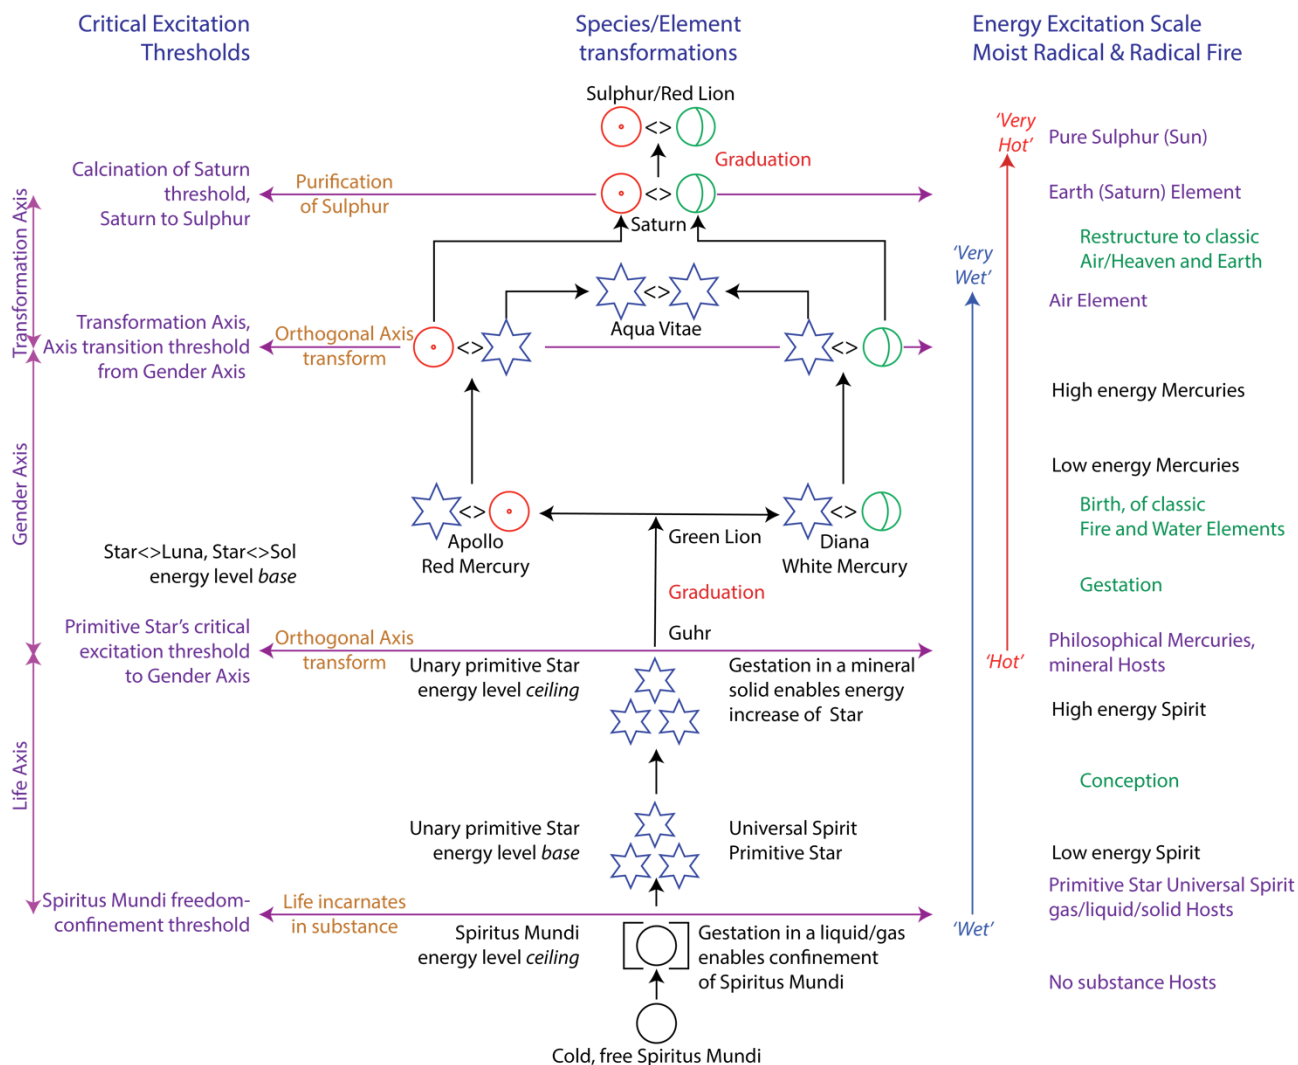 Critical Excitation
Thresholds
Species/Element
transformations
Energy Excitation Scale
Moist Radical & Radical Fire
Sulphur/Red Lion
<>
Graduation
'Very
Hot'
Pure Sulphur (Sun)
Calcination of Saturn
threshold,
Saturn to Sulphur
Purification
of Sulphur
<>
Saturn
Earth (Saturn) Element
Transformation Axis
'Very
Wet'
Restructure to classic
Air/Heaven and Earth
<>
Aqua Vitae
Air Element
Transformation Axis,
Axis transition threshold
from Gender Axis
Orthogonal Axis
transform
<>
<>
High energy Mercuries
Gender Axis
Low energy Mercuries
<>
Apollo
Red Mercury
Green Lion
<>
Diana
White Mercury
Birth, of classic
Fire and Water Elements
Star<>Luna, Star<>Sol
energy level base
Graduation
Gestation
Guhr
Primitive Star's critical
excitation threshold
to Gender Axis
Orthogonal Axis
transform
'Hot'
Philosophical Mercuries,
mineral Hosts
Unary primitive Star
energy level ceiling
Gestation in a mineral
solid enables energy
increase of Star
High energy Spirit
Life Axis
Conception
Unary primitive Star
energy level base
Universal Spirit
Primitive Star
Low energy Spirit
Spiritus Mundi freedom-
confinement threshold
Life incarnates
in substance
Primitive Star Universal Spirit
gas/liquid/solid Hosts
'Wet'
Spiritus Mundi
energy level ceiling
Gestation in a liquid/gas
enables confinement
of Spiritus Mundi
No substance Hosts
Cold, free Spiritus Mundi